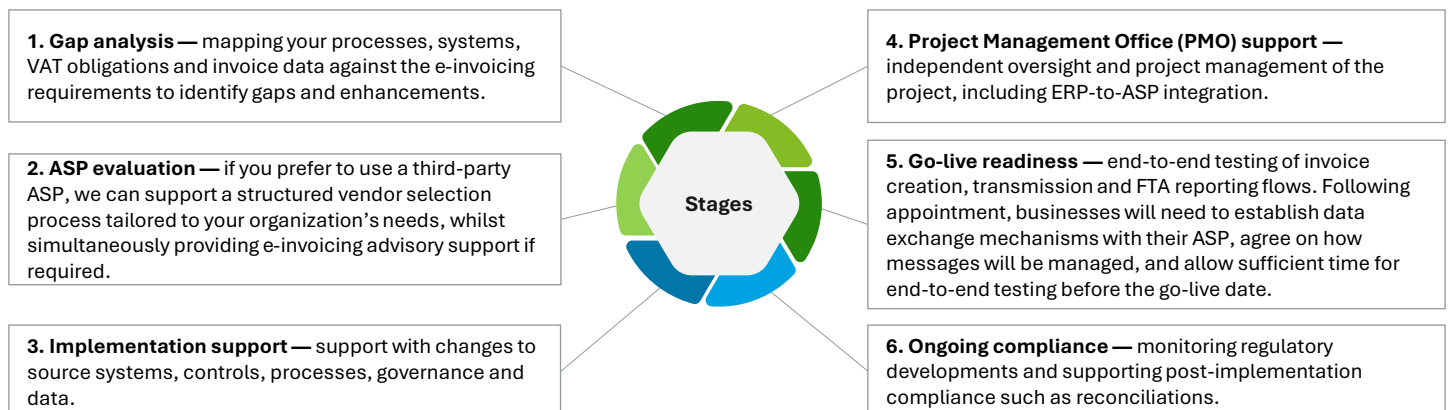 1. Gap analysis — mapping your processes, systems,
VAT obligations and invoice data against the e-invoicing
requirements to identify gaps and enhancements.
2. ASP evaluation — if you prefer to use a third-party
ASP, we can support a structured vendor selection
process tailored to your organization's needs, whilst
simultaneously providing e-invoicing advisory support if
required.
3. Implementation support — support with changes to
source systems, controls, processes, governance and
data.
Stages
4. Project Management Office (PMO) support —
independent oversight and project management of the
project, including ERP-to-ASP integration.
5. Go-live readiness — end-to-end testing of invoice
creation, transmission and FTA reporting flows. Following
appointment, businesses will need to establish data
exchange mechanisms with their ASP, agree on how
messages will be managed, and allow sufficient time for
end-to-end testing before the go-live date.
6. Ongoing compliance — monitoring regulatory
developments and supporting post-implementation
compliance such as reconciliations.